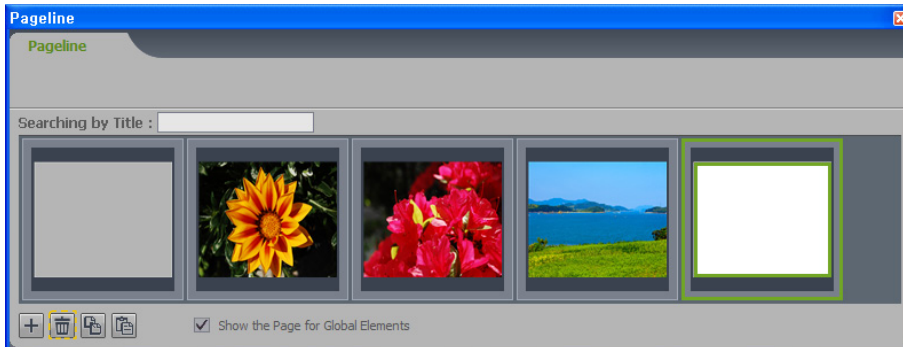 Pageline
Pageline
Searching by Title :
Show the Page for Global Elements